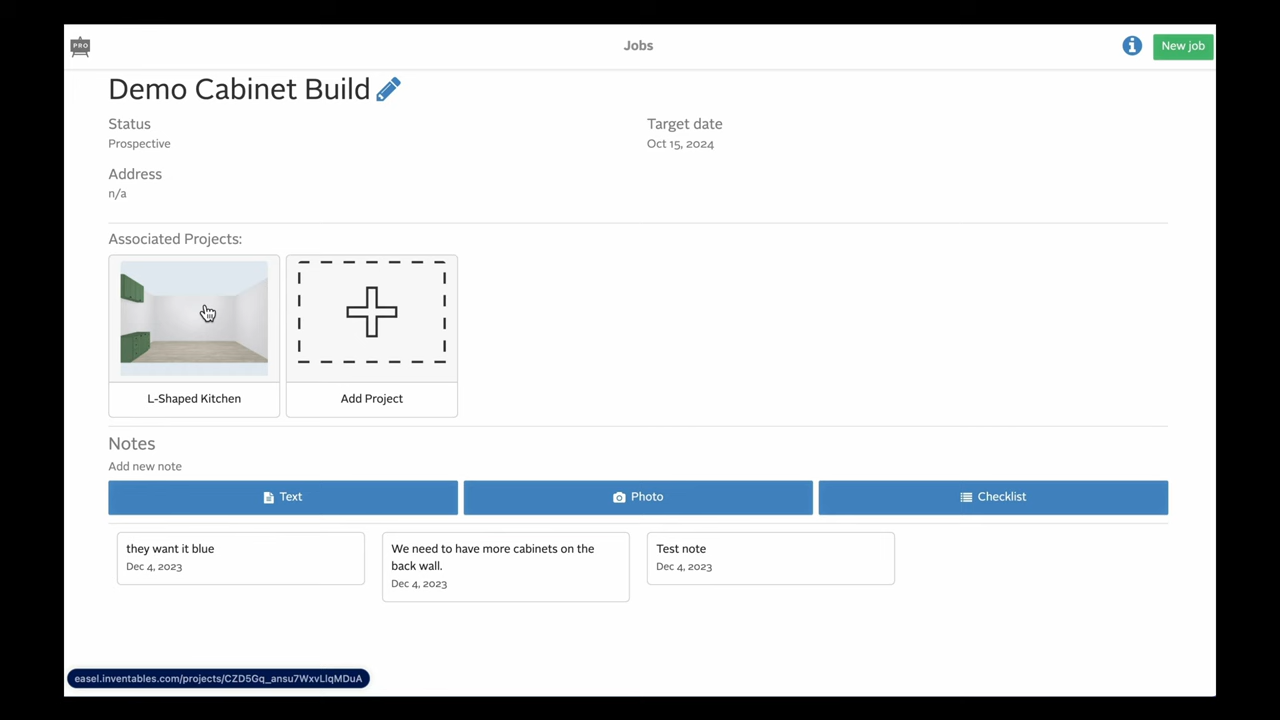 PRO
Jobs
New job
Demo Cabinet Build
Status
Target date
Prospective
Oct 15, 2024
Address
n/a
Associated Projects:
L-Shaped Kitchen
Add Project
Notes
Add new note
Text
Photo
Checklist
they want it blue
Dec 4, 2023
We need to have more cabinets on the
back wall.
Dec 4, 2023
Test note
Dec 4, 2023
easel.inventables.com/projects/CZD5Gq_ansu7WxvLlqMDuA